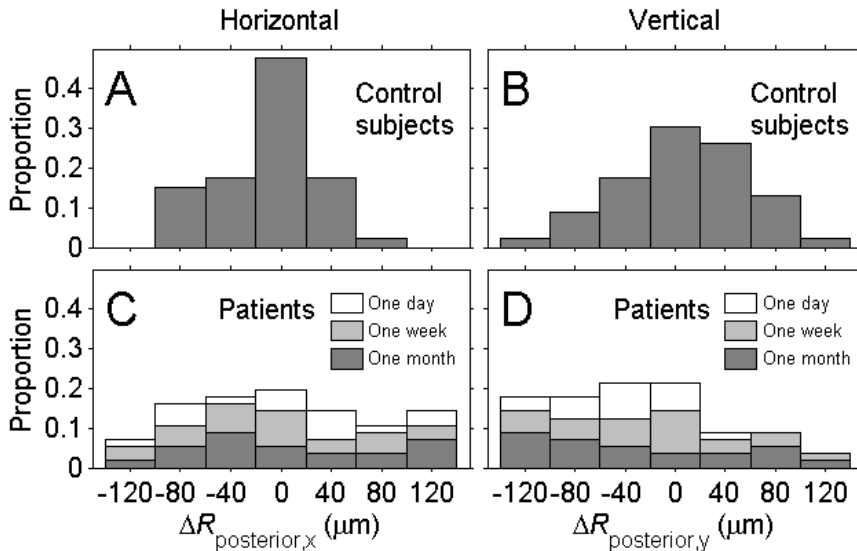 Horizontal Vertical
A Control subjects B Control subjects
Proportion
0.4
0.3
0.2
0.1
0
C Patients One day One week One month
D Patients One day One week One month
Proportion
0.4
0.3
0.2
0.1
0
-120 -80 -40 0 40 80 120 -120 -80 -40 0 40 80 120
ΔRposterior,x (μm) ΔRposterior,y (μm)